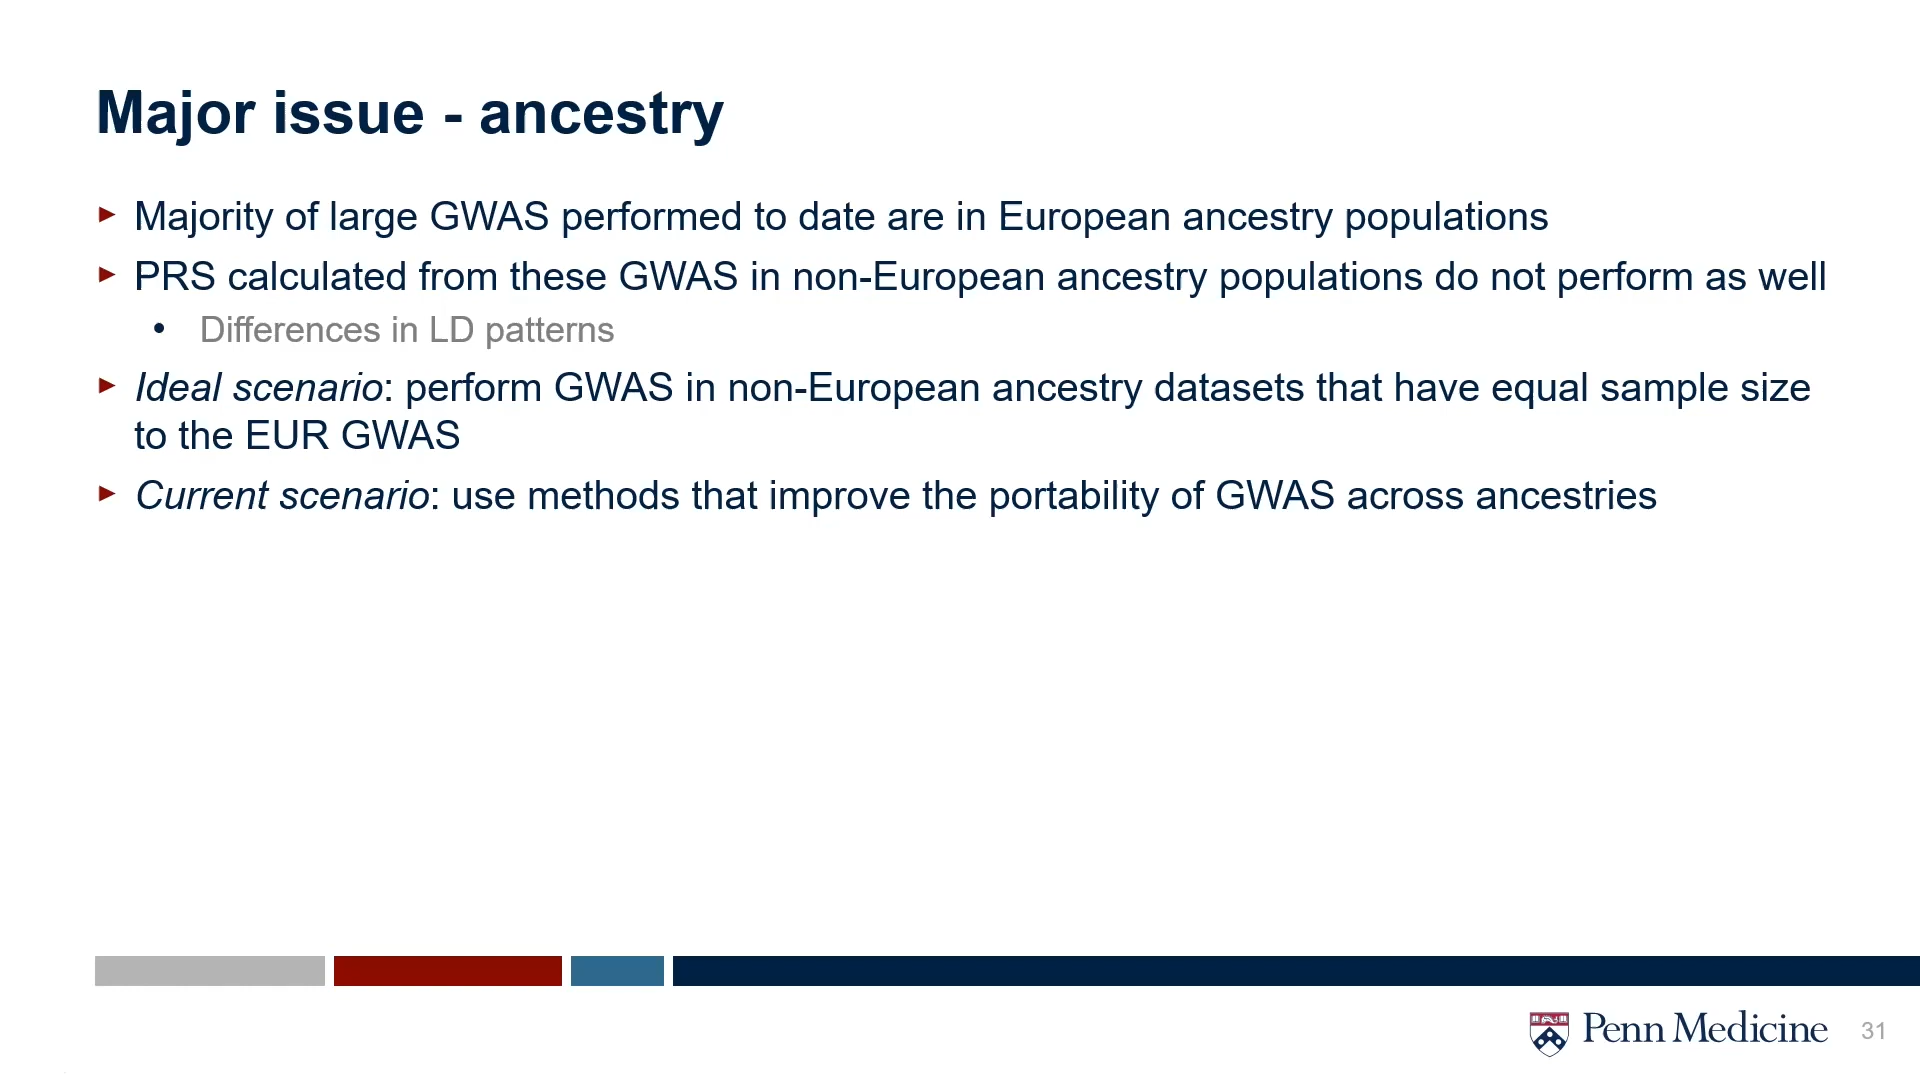 Major issue - ancestry
Majority of large GWAS performed to date are in European ancestry populations
PRS calculated from these GWAS in non-European ancestry populations do not perform as well
Differences in LD patterns
Ideal scenario: perform GWAS in non-European ancestry datasets that have equal sample size
to the EUR GWAS
Current scenario: use methods that improve the portability of GWAS across ancestries
Penn Medicine 31